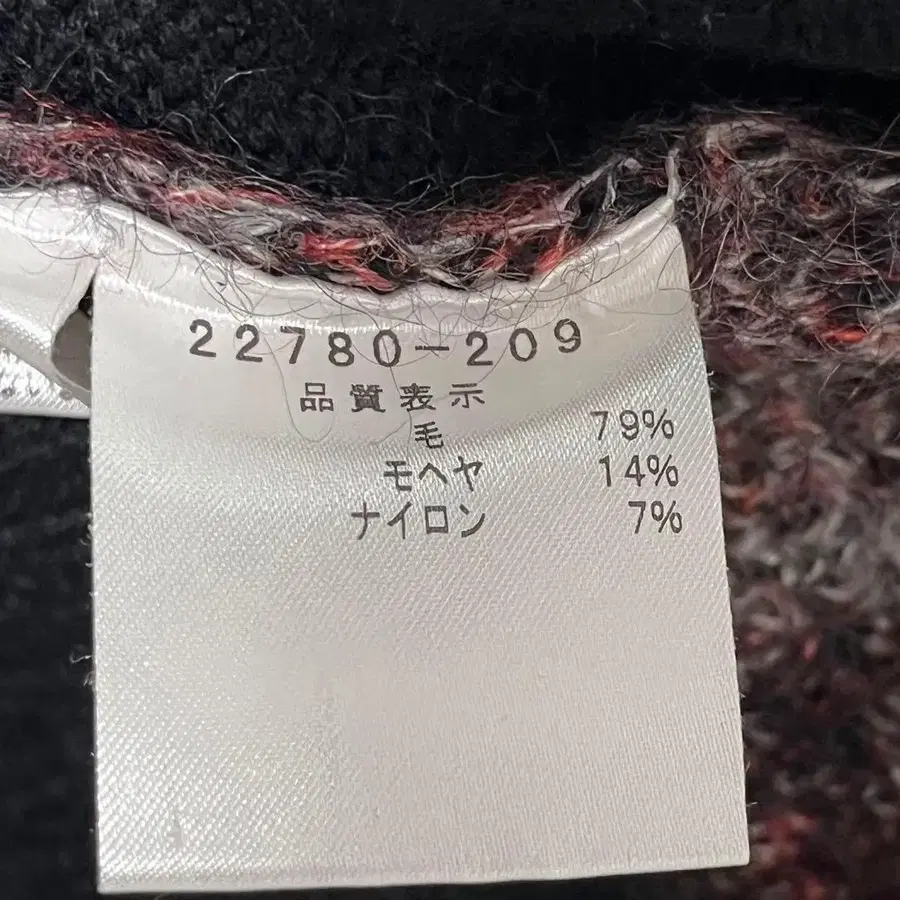 22780-209
品質表示
毛 79%
モヘヤ 14%
ナイロン 7%